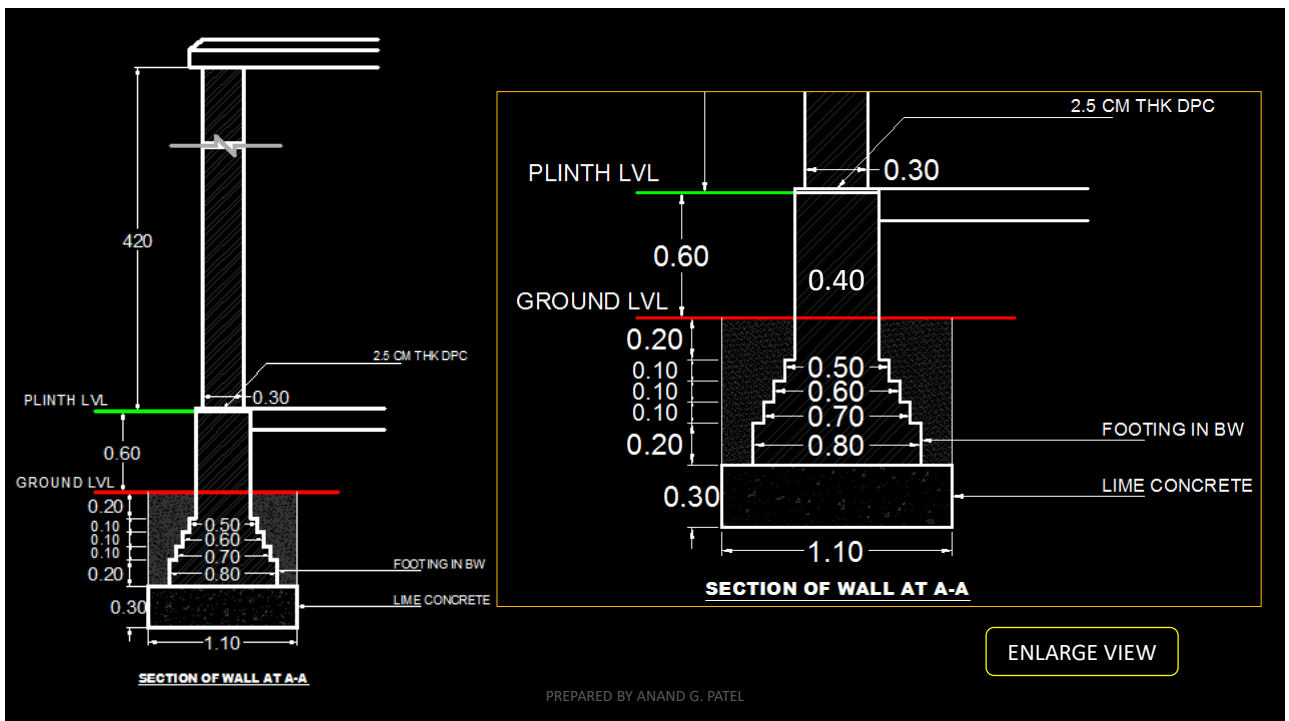 420
2.5 CM THK DPC
0.30
PLINTH LVL
0.60
GROUND LVL
0.20
0.10
0.10
0.10
0.20
0.50
0.60
0.70
0.80
FOOTING IN BW
LIME CONCRETE
0.30
1.10
SECTION OF WALL AT A-A
2.5 CM THK DPC
0.30
PLINTH LVL
0.60
0.40
GROUND LVL
0.20
0.10
0.10
0.10
0.20
0.50
0.60
0.70
0.80
FOOTING IN BW
LIME CONCRETE
0.30
1.10
SECTION OF WALL AT A-A
ENLARGE VIEW
PREPARED BY ANAND G. PATEL